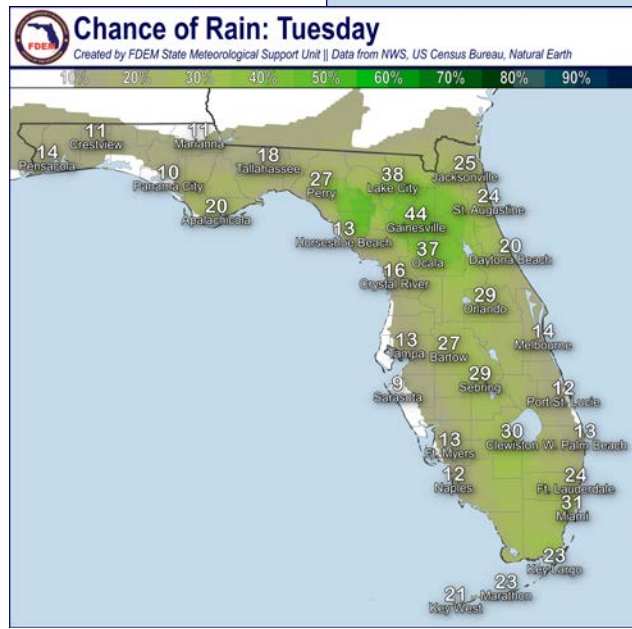 FDEM
Chance of Rain: Tuesday
Created by FDEM State Meteorological Support Unit || Data from NWS, US Census Bureau, Natural Earth
10% 20% 30% 40% 50% 60% 70% 80% 90%
11
Crestview
11
Marianna
14
Pensacola
18
Tallahassee
10
Panama City
20
Apalachicola
27
Perry
38
Lake City
25
Jacksonville
24
St. Augustine
44
Gainesville
13
Horseshoe Beach
37
Ocala
20
Daytona Beach
16
Crystal River
29
Orlando
14
Melbourne
13
Tampa
27
Bartow
29
Sebring
9
Sarasota
12
Port St. Lucie
13
Ft. Myers
30
Clewiston
13
W. Palm Beach
12
Naples
24
Ft. Lauderdale
31
Miami
23
Key Largo
23
Marathon
21
Key West